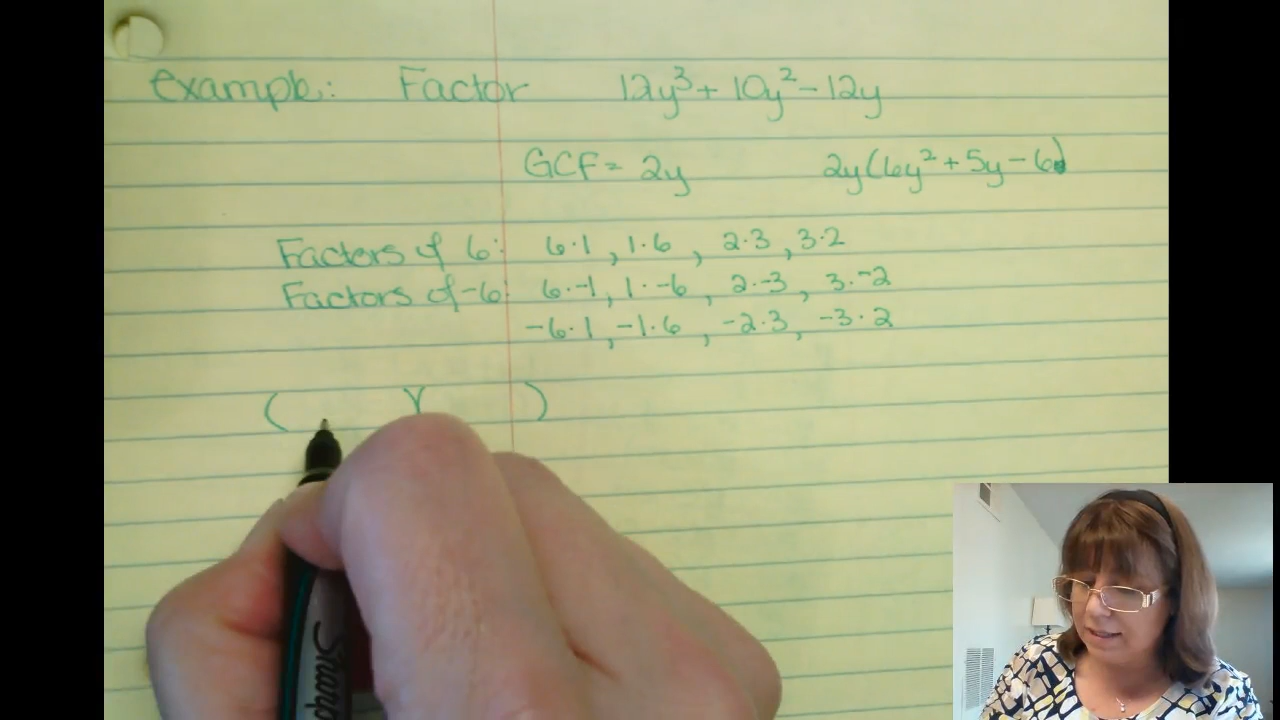 Example: Factor 12y³ + 10y² - 12y
GCF = 2y 2y(6y² + 5y - 6)
Factors of 6: 6·1, 1·6, 2·3, 3·2
Factors of -6: 6·-1, 1·-6, 2·-3, 3·-2
-6·1, -1·6, -2·3, -3·2
( )( )
Sharp